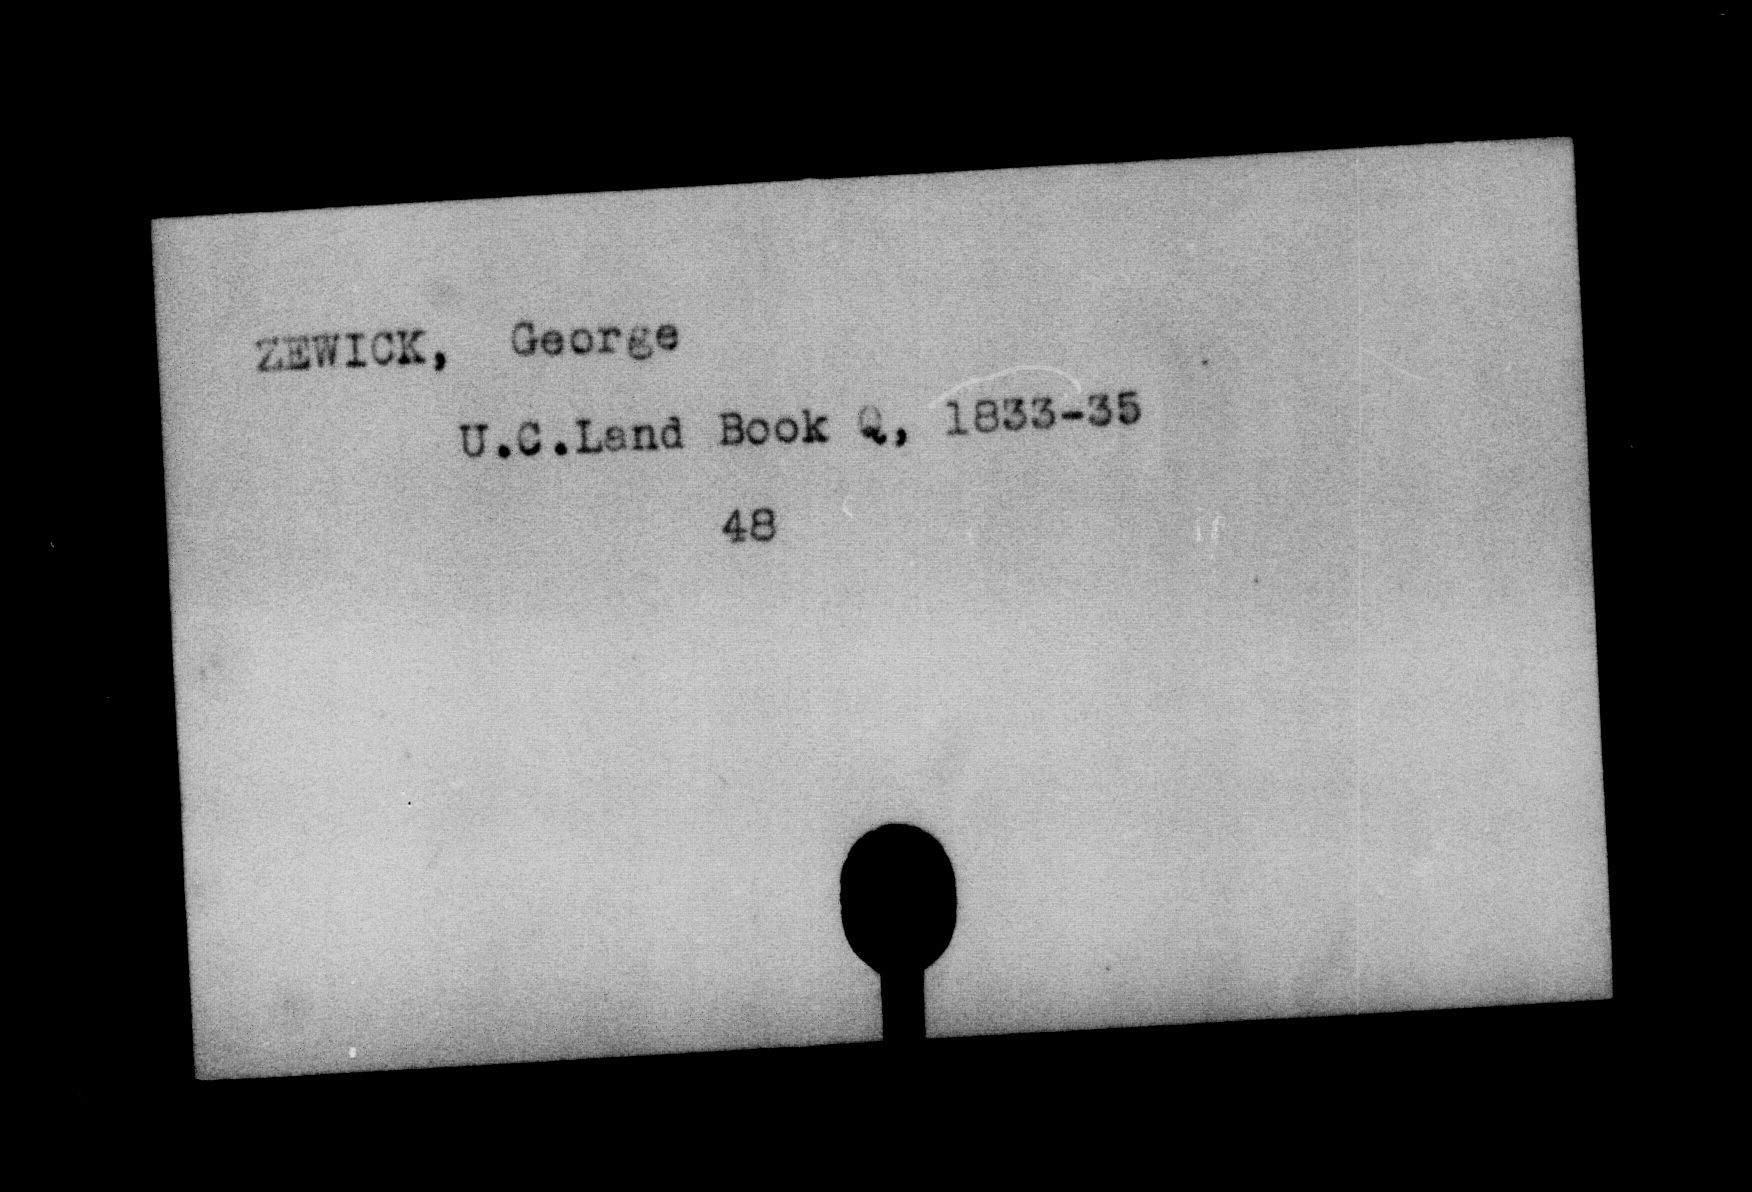 ZEWICK, George
U.C.Land Book Q, 1833-35
48